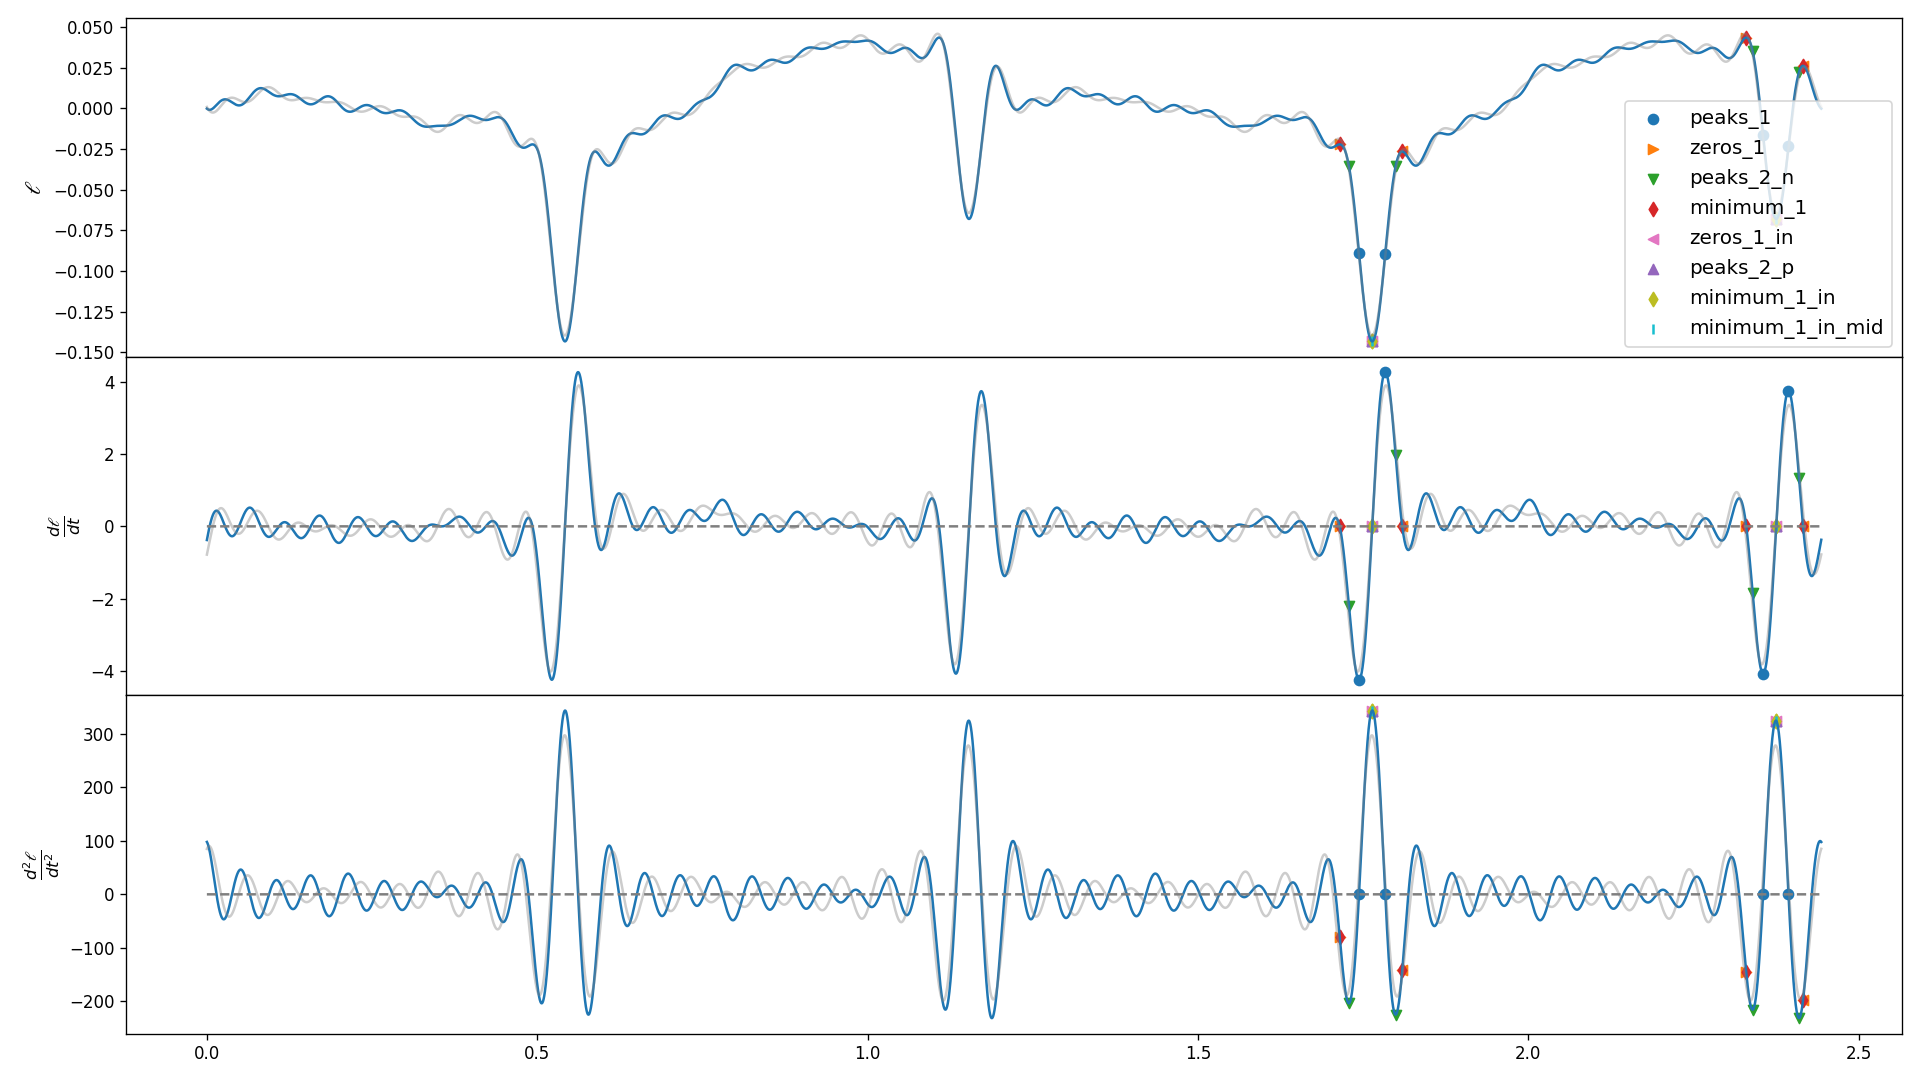 0.050
0.025
0.000
−0.025
−0.050
−0.075
−0.100
−0.125
−0.150
ℓ
peaks_1
zeros_1
peaks_2_n
minimum_1
zeros_1_in
peaks_2_p
minimum_1_in
minimum_1_in_mid
4
2
0
−2
−4
dℓ
dt
300
200
100
0
−100
−200
d²ℓ
dt²
0.0
0.5
1.0
1.5
2.0
2.5